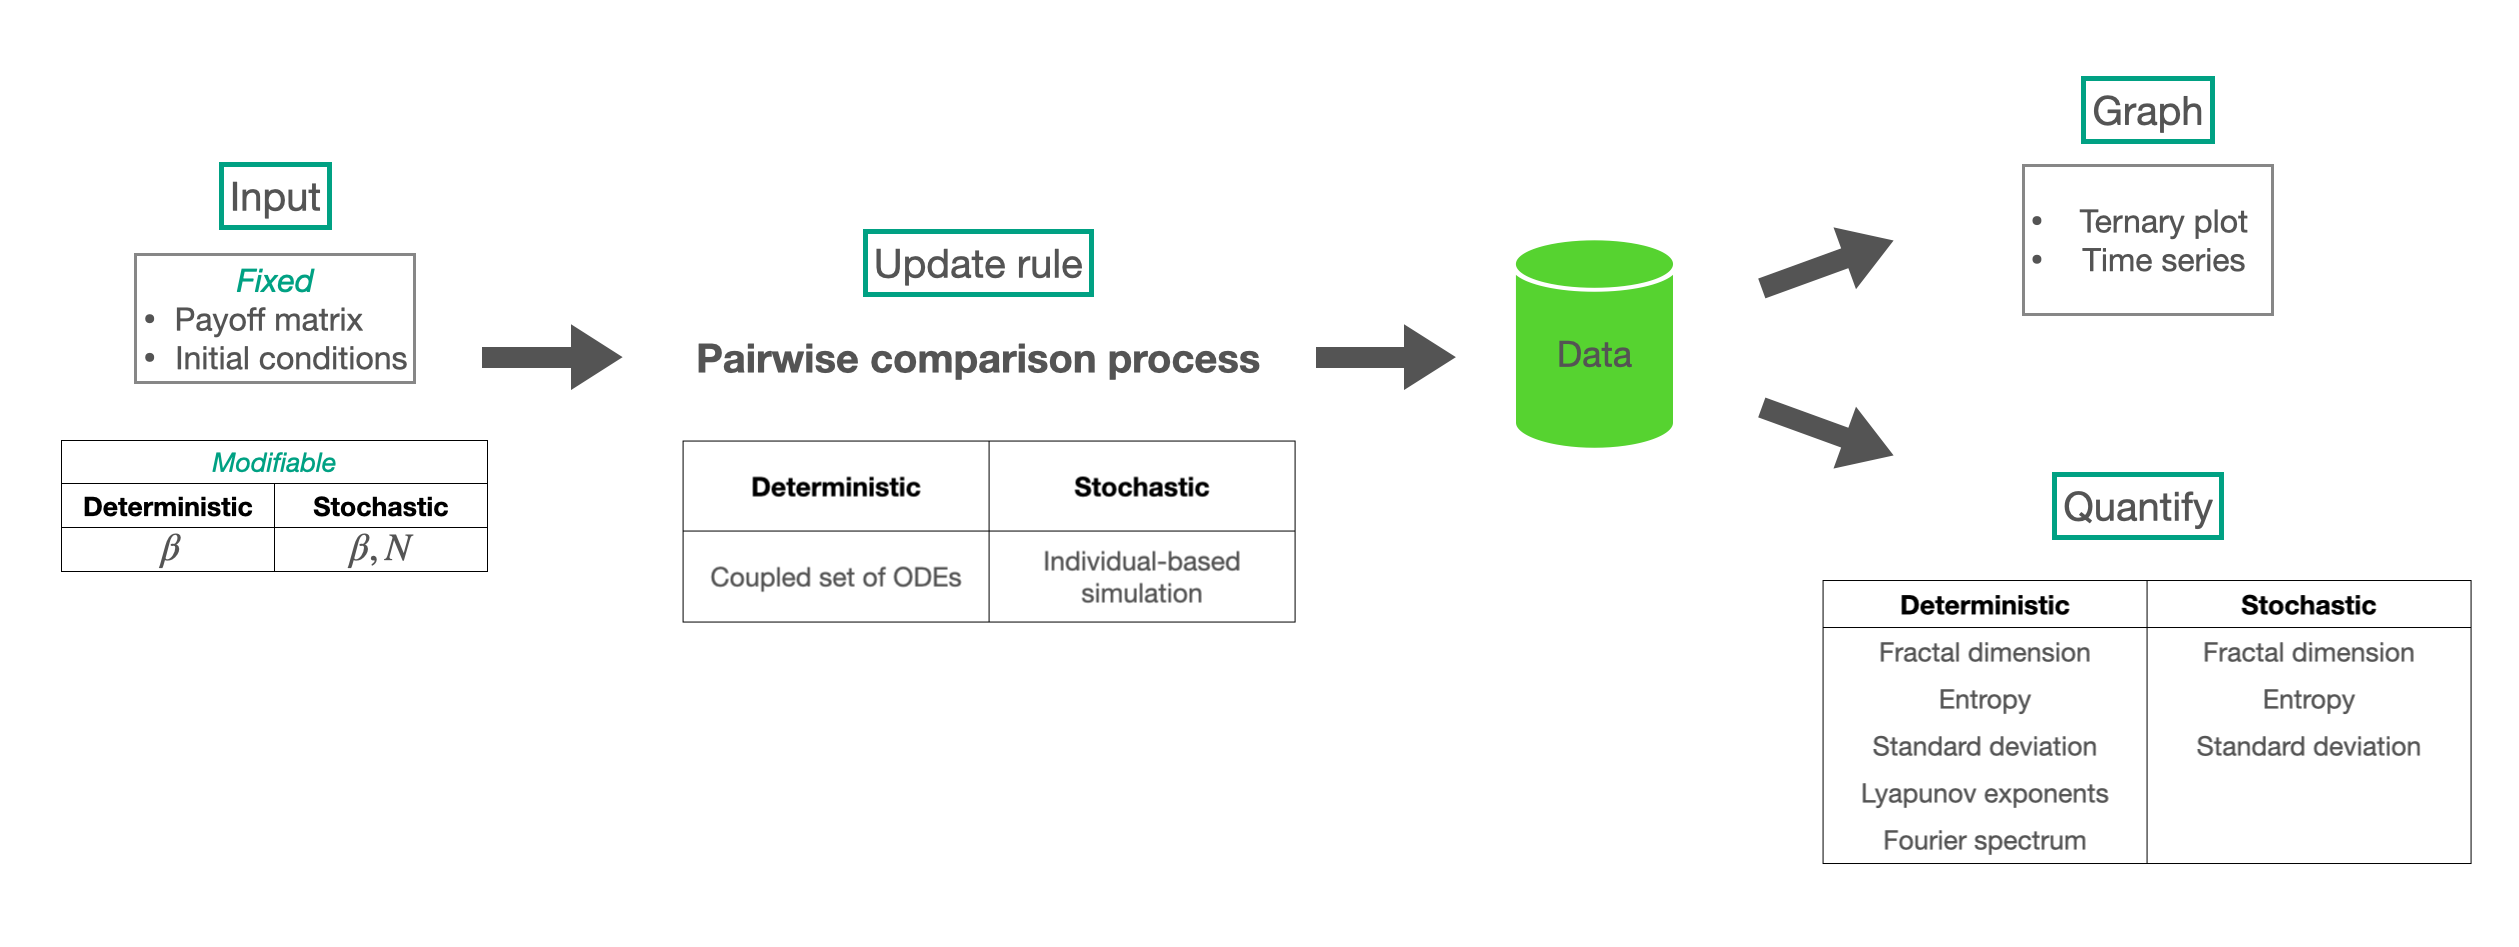 Input
Fixed
• Payoff matrix
• Initial conditions
Modifiable
Deterministic Stochastic
β β, N
Update rule
Pairwise comparison process
Deterministic Stochastic
Coupled set of ODEs
Individual-based
simulation
Data
Graph
• Ternary plot
• Time series
Quantify
Deterministic Stochastic
Fractal dimension Fractal dimension
Entropy Entropy
Standard deviation Standard deviation
Lyapunov exponents
Fourier spectrum